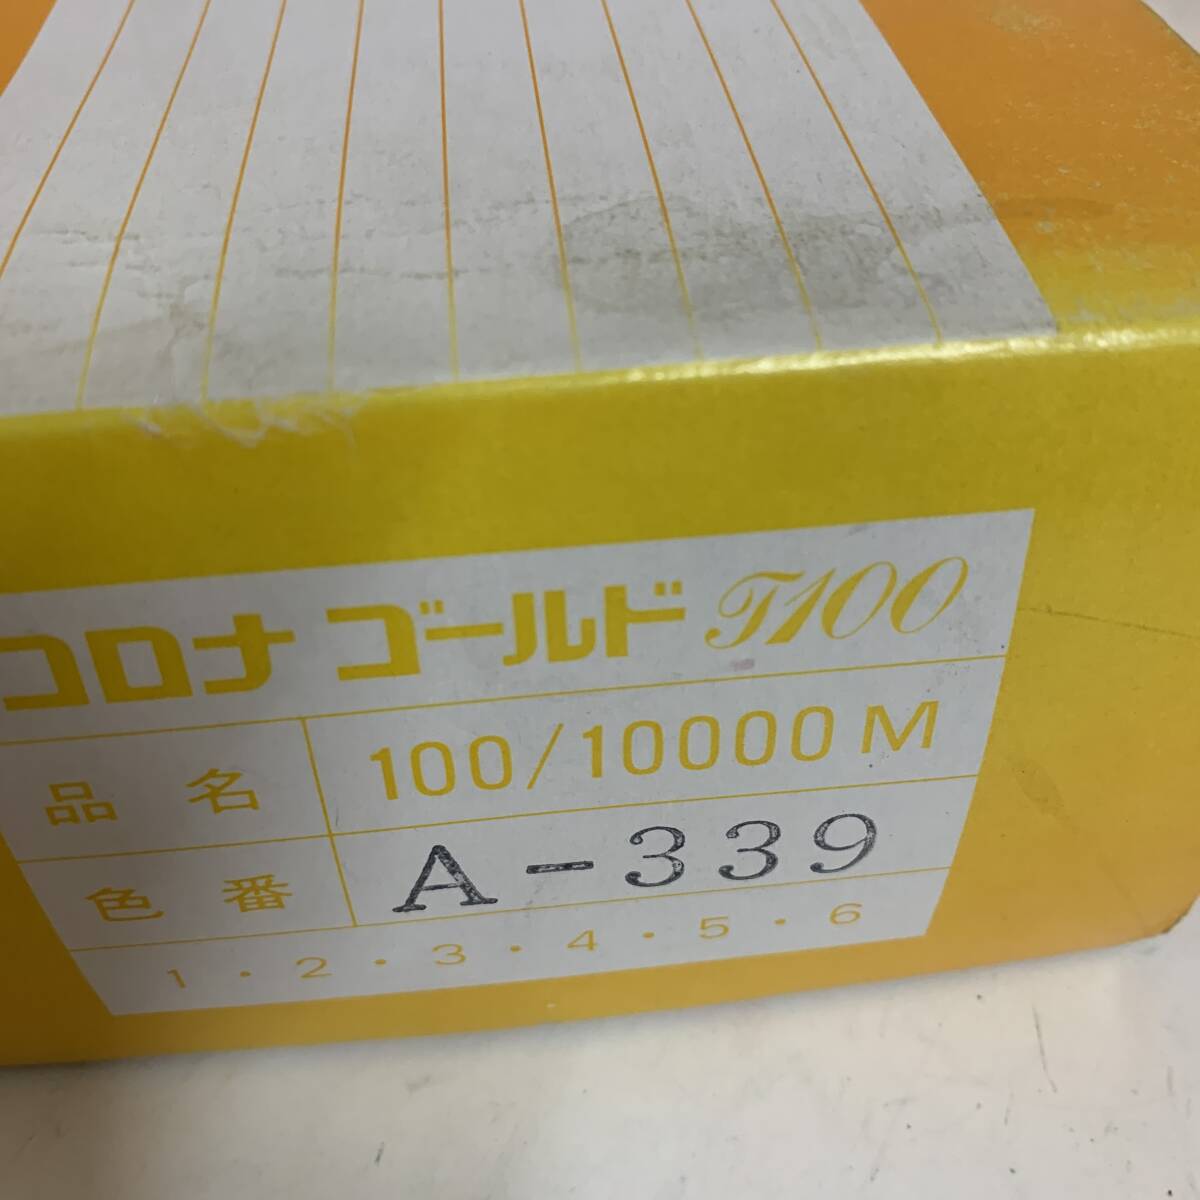 コロナ ゴールド T100
品名 100/10000M
色番 A-339
1・2・3・4・5・6